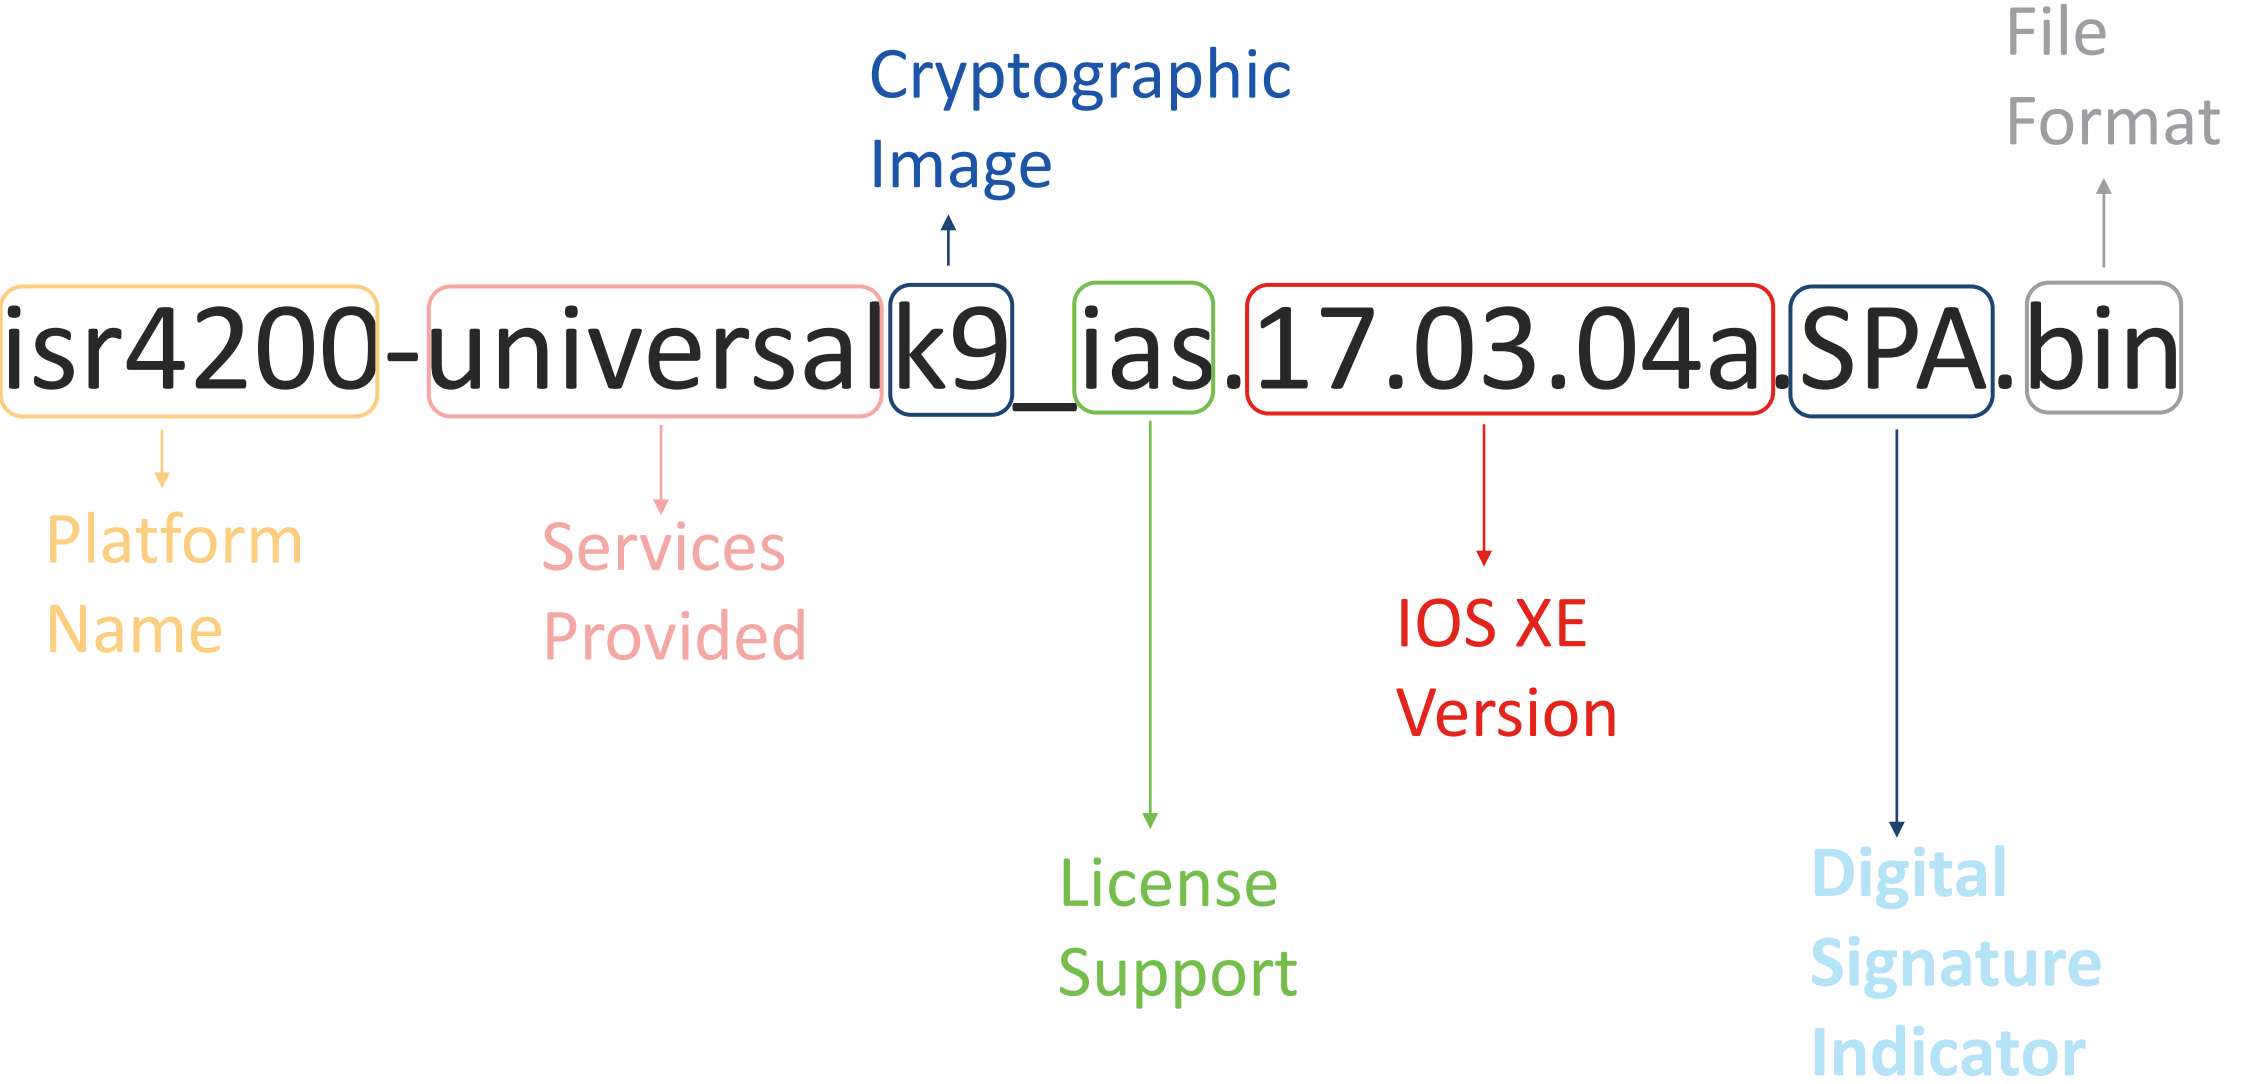 File
Format
Cryptographic
Image
isr4200-universalk9_ias.17.03.04a.SPA.bin
Platform
Name
Services
Provided
IOS XE
Version
License
Support
Digital
Signature
Indicator